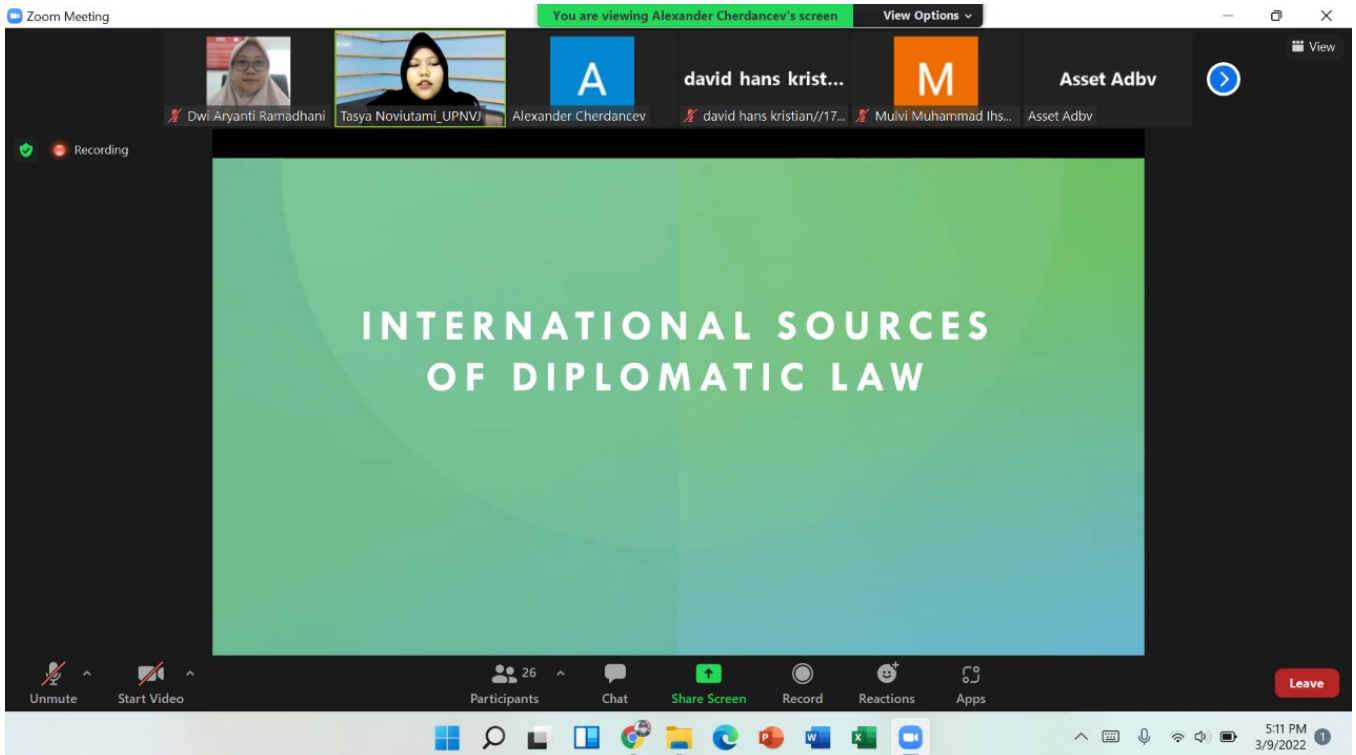 Zoom Meeting
You are viewing Alexander Cherdancev's screen
View Options
View
Dwi Aryanti Ramadhani
Tasya Noviutami_UPNVJ
A
Alexander Cherdancev
david hans krist...
david hans kristian//17...
M
Mulvi Muhammad Ihs...
Asset Adbv
Asset Adbv
Recording
INTERNATIONAL SOURCES
OF DIPLOMATIC LAW
Unmute
Start Video
26
Participants
Chat
Share Screen
Record
Reactions
Apps
Leave
5:11 PM
3/9/2022
1